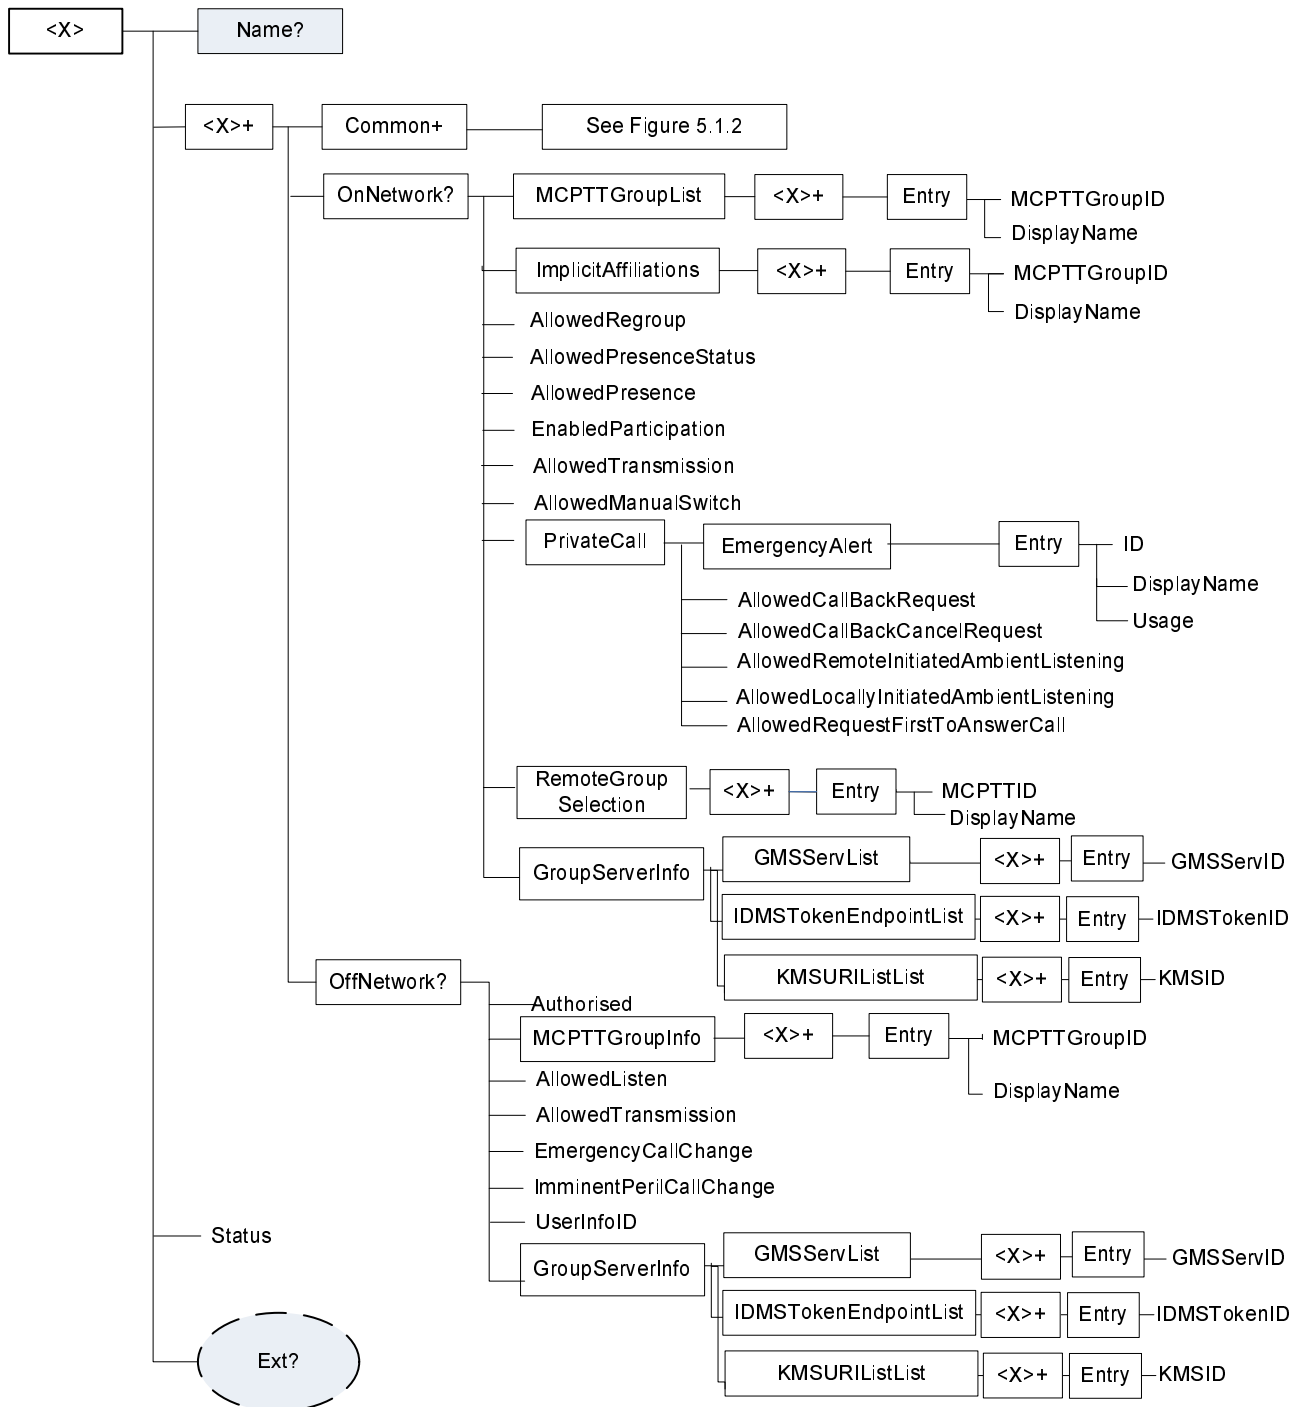 <X>
Name?
<X>+
Common+
See Figure 5.1.2
OnNetwork?
MCPTTGroupList
<X>+
Entry
MCPTTGroupID
DisplayName
ImplicitAffiliations
<X>+
Entry
MCPTTGroupID
DisplayName
AllowedRegroup
AllowedPresenceStatus
AllowedPresence
EnabledParticipation
AllowedTransmission
AllowedManualSwitch
PrivateCall
EmergencyAlert
Entry
ID
DisplayName
Usage
AllowedCallBackRequest
AllowedCallBackCancelRequest
AllowedRemoteInitiatedAmbientListening
AllowedLocallyInitiatedAmbientListening
AllowedRequestFirstToAnswerCall
RemoteGroup
Selection
<X>+
Entry
MCPTTID
DisplayName
GroupServerInfo
GMSServList
<X>+
Entry
GMSServID
IDMSTokenEndpointList
<X>+
Entry
IDMSTokenID
KMSURIListList
<X>+
Entry
KMSID
OffNetwork?
Authorised
MCPTTGroupInfo
<X>+
Entry
MCPTTGroupID
DisplayName
AllowedListen
AllowedTransmission
EmergencyCallChange
ImminentPerilCallChange
UserInfoID
GroupServerInfo
GMSServList
<X>+
Entry
GMSServID
IDMSTokenEndpointList
<X>+
Entry
IDMSTokenID
KMSURIListList
<X>+
Entry
KMSID
Status
Ext?